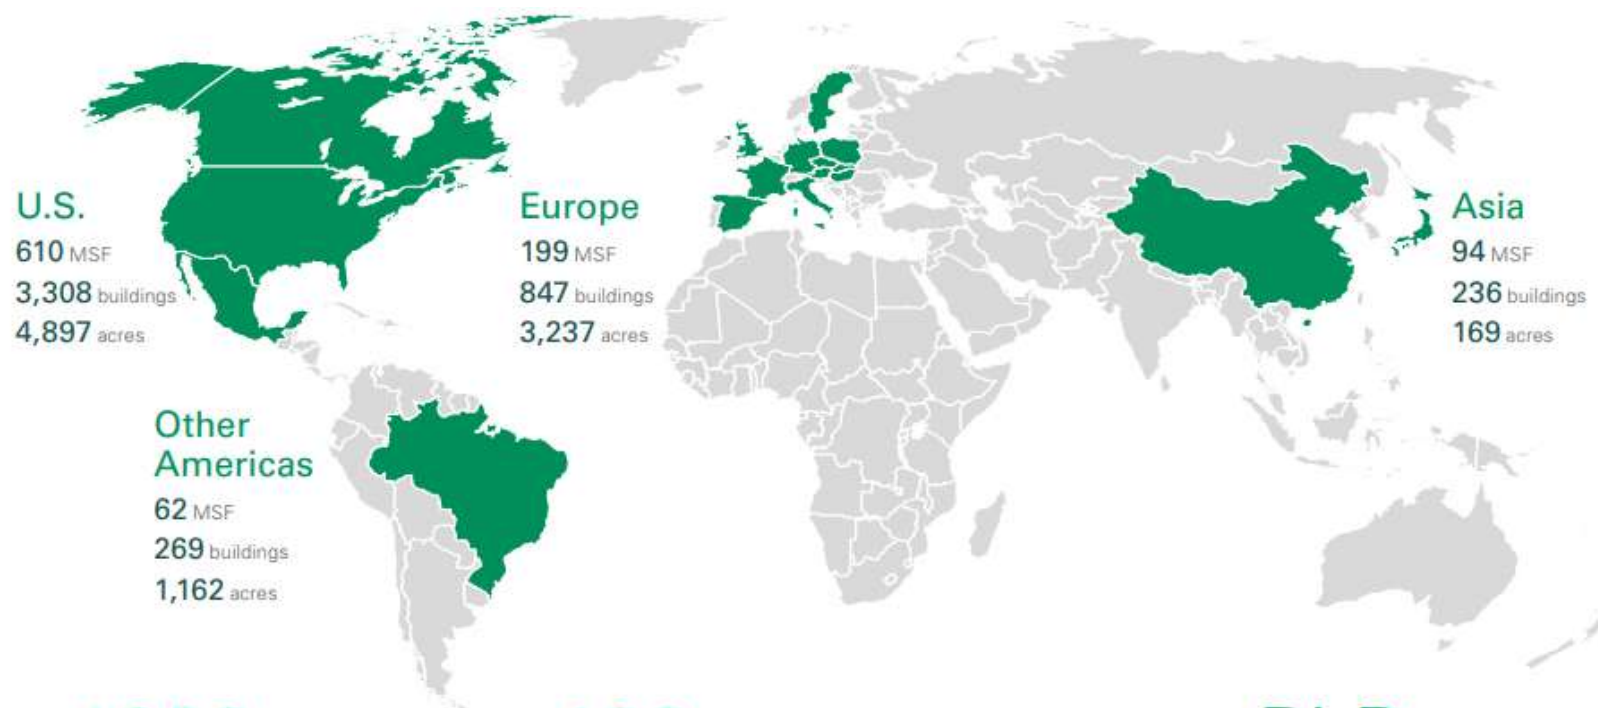 U.S.
610 MSF
3,308 buildings
4,897 acres
Europe
199 MSF
847 buildings
3,237 acres
Asia
94 MSF
236 buildings
169 acres
Other
Americas
62 MSF
269 buildings
1,162 acres